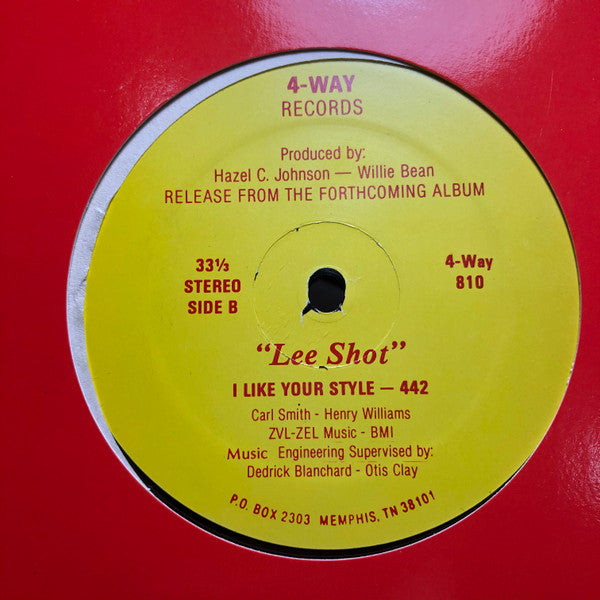 4-WAY
RECORDS
Produced by:
Hazel C. Johnson — Willie Bean
RELEASE FROM THE FORTHCOMING ALBUM
33⅓
STEREO
SIDE B
4-Way
810
“Lee Shot”
I LIKE YOUR STYLE — 442
Carl Smith - Henry Williams
ZVL-ZEL Music - BMI
Music Engineering Supervised by:
Dedrick Blanchard - Otis Clay
P.O. BOX 2303 MEMPHIS, TN 38101